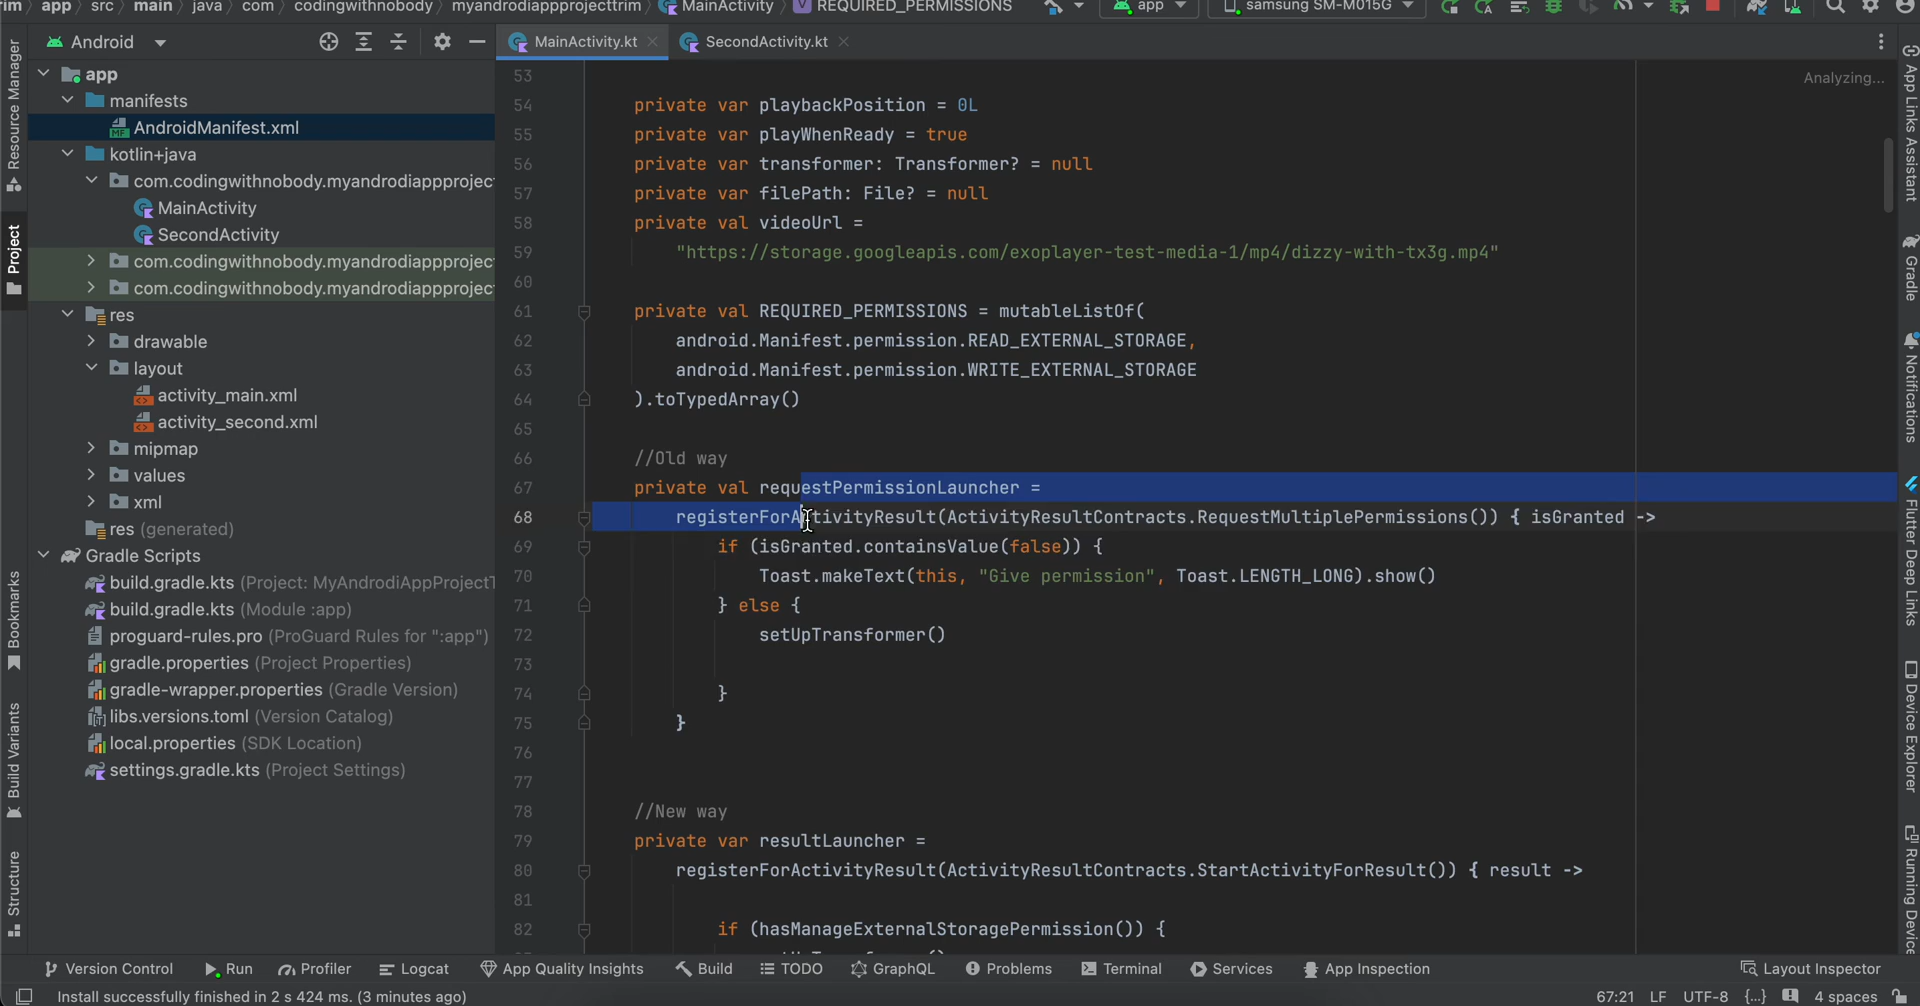 rim
app
src
main
java
com
codingwithnobody
myandrodiappprojecttrim
MainActivity
REQUIRED_PERMISSIONS
app
samsung SM-M015G
Android
MainActivity.kt
SecondActivity.kt
Resource Manager
Project
Bookmarks
Build Variants
Structure
app
manifests
AndroidManifest.xml
kotlin+java
com.codingwithnobody.myandrodiappproject
MainActivity
SecondActivity
com.codingwithnobody.myandrodiappproject
com.codingwithnobody.myandrodiappproject
res
drawable
layout
activity_main.xml
activity_second.xml
mipmap
values
xml
res (generated)
Gradle Scripts
build.gradle.kts (Project: MyAndrodiAppProjectT
build.gradle.kts (Module :app)
proguard-rules.pro (ProGuard Rules for ":app")
gradle.properties (Project Properties)
gradle-wrapper.properties (Gradle Version)
libs.versions.toml (Version Catalog)
local.properties (SDK Location)
settings.gradle.kts (Project Settings)
Analyzing...
53
54 private var playbackPosition = 0L
55 private var playWhenReady = true
56 private var transformer: Transformer? = null
57 private var filePath: File? = null
58 private val videoUrl =
59 "https://storage.googleapis.com/exoplayer-test-media-1/mp4/dizzy-with-tx3g.mp4"
60
61 private val REQUIRED_PERMISSIONS = mutableListOf(
62 android.Manifest.permission.READ_EXTERNAL_STORAGE,
63 android.Manifest.permission.WRITE_EXTERNAL_STORAGE
64 ).toTypedArray()
65
66 //Old way
67 private val requestPermissionLauncher =
68 registerForActivityResult(ActivityResultContracts.RequestMultiplePermissions()) { isGranted ->
69 if (isGranted.containsValue(false)) {
70 Toast.makeText(this, "Give permission", Toast.LENGTH_LONG).show()
71 } else {
72 setUpTransformer()
73
74 }
75 }
76
77
78 //New way
79 private var resultLauncher =
80 registerForActivityResult(ActivityResultContracts.StartActivityForResult()) { result ->
81
82 if (hasManageExternalStoragePermission()) {
App Links Assistant
Gradle
Notifications
Flutter Deep Links
Device Explorer
Running Device
Version Control
Run
Profiler
Logcat
App Quality Insights
Build
TODO
GraphQL
Problems
Terminal
Services
App Inspection
Layout Inspector
Install successfully finished in 2 s 424 ms. (3 minutes ago)
67:21 LF UTF-8 {..} 4 spaces